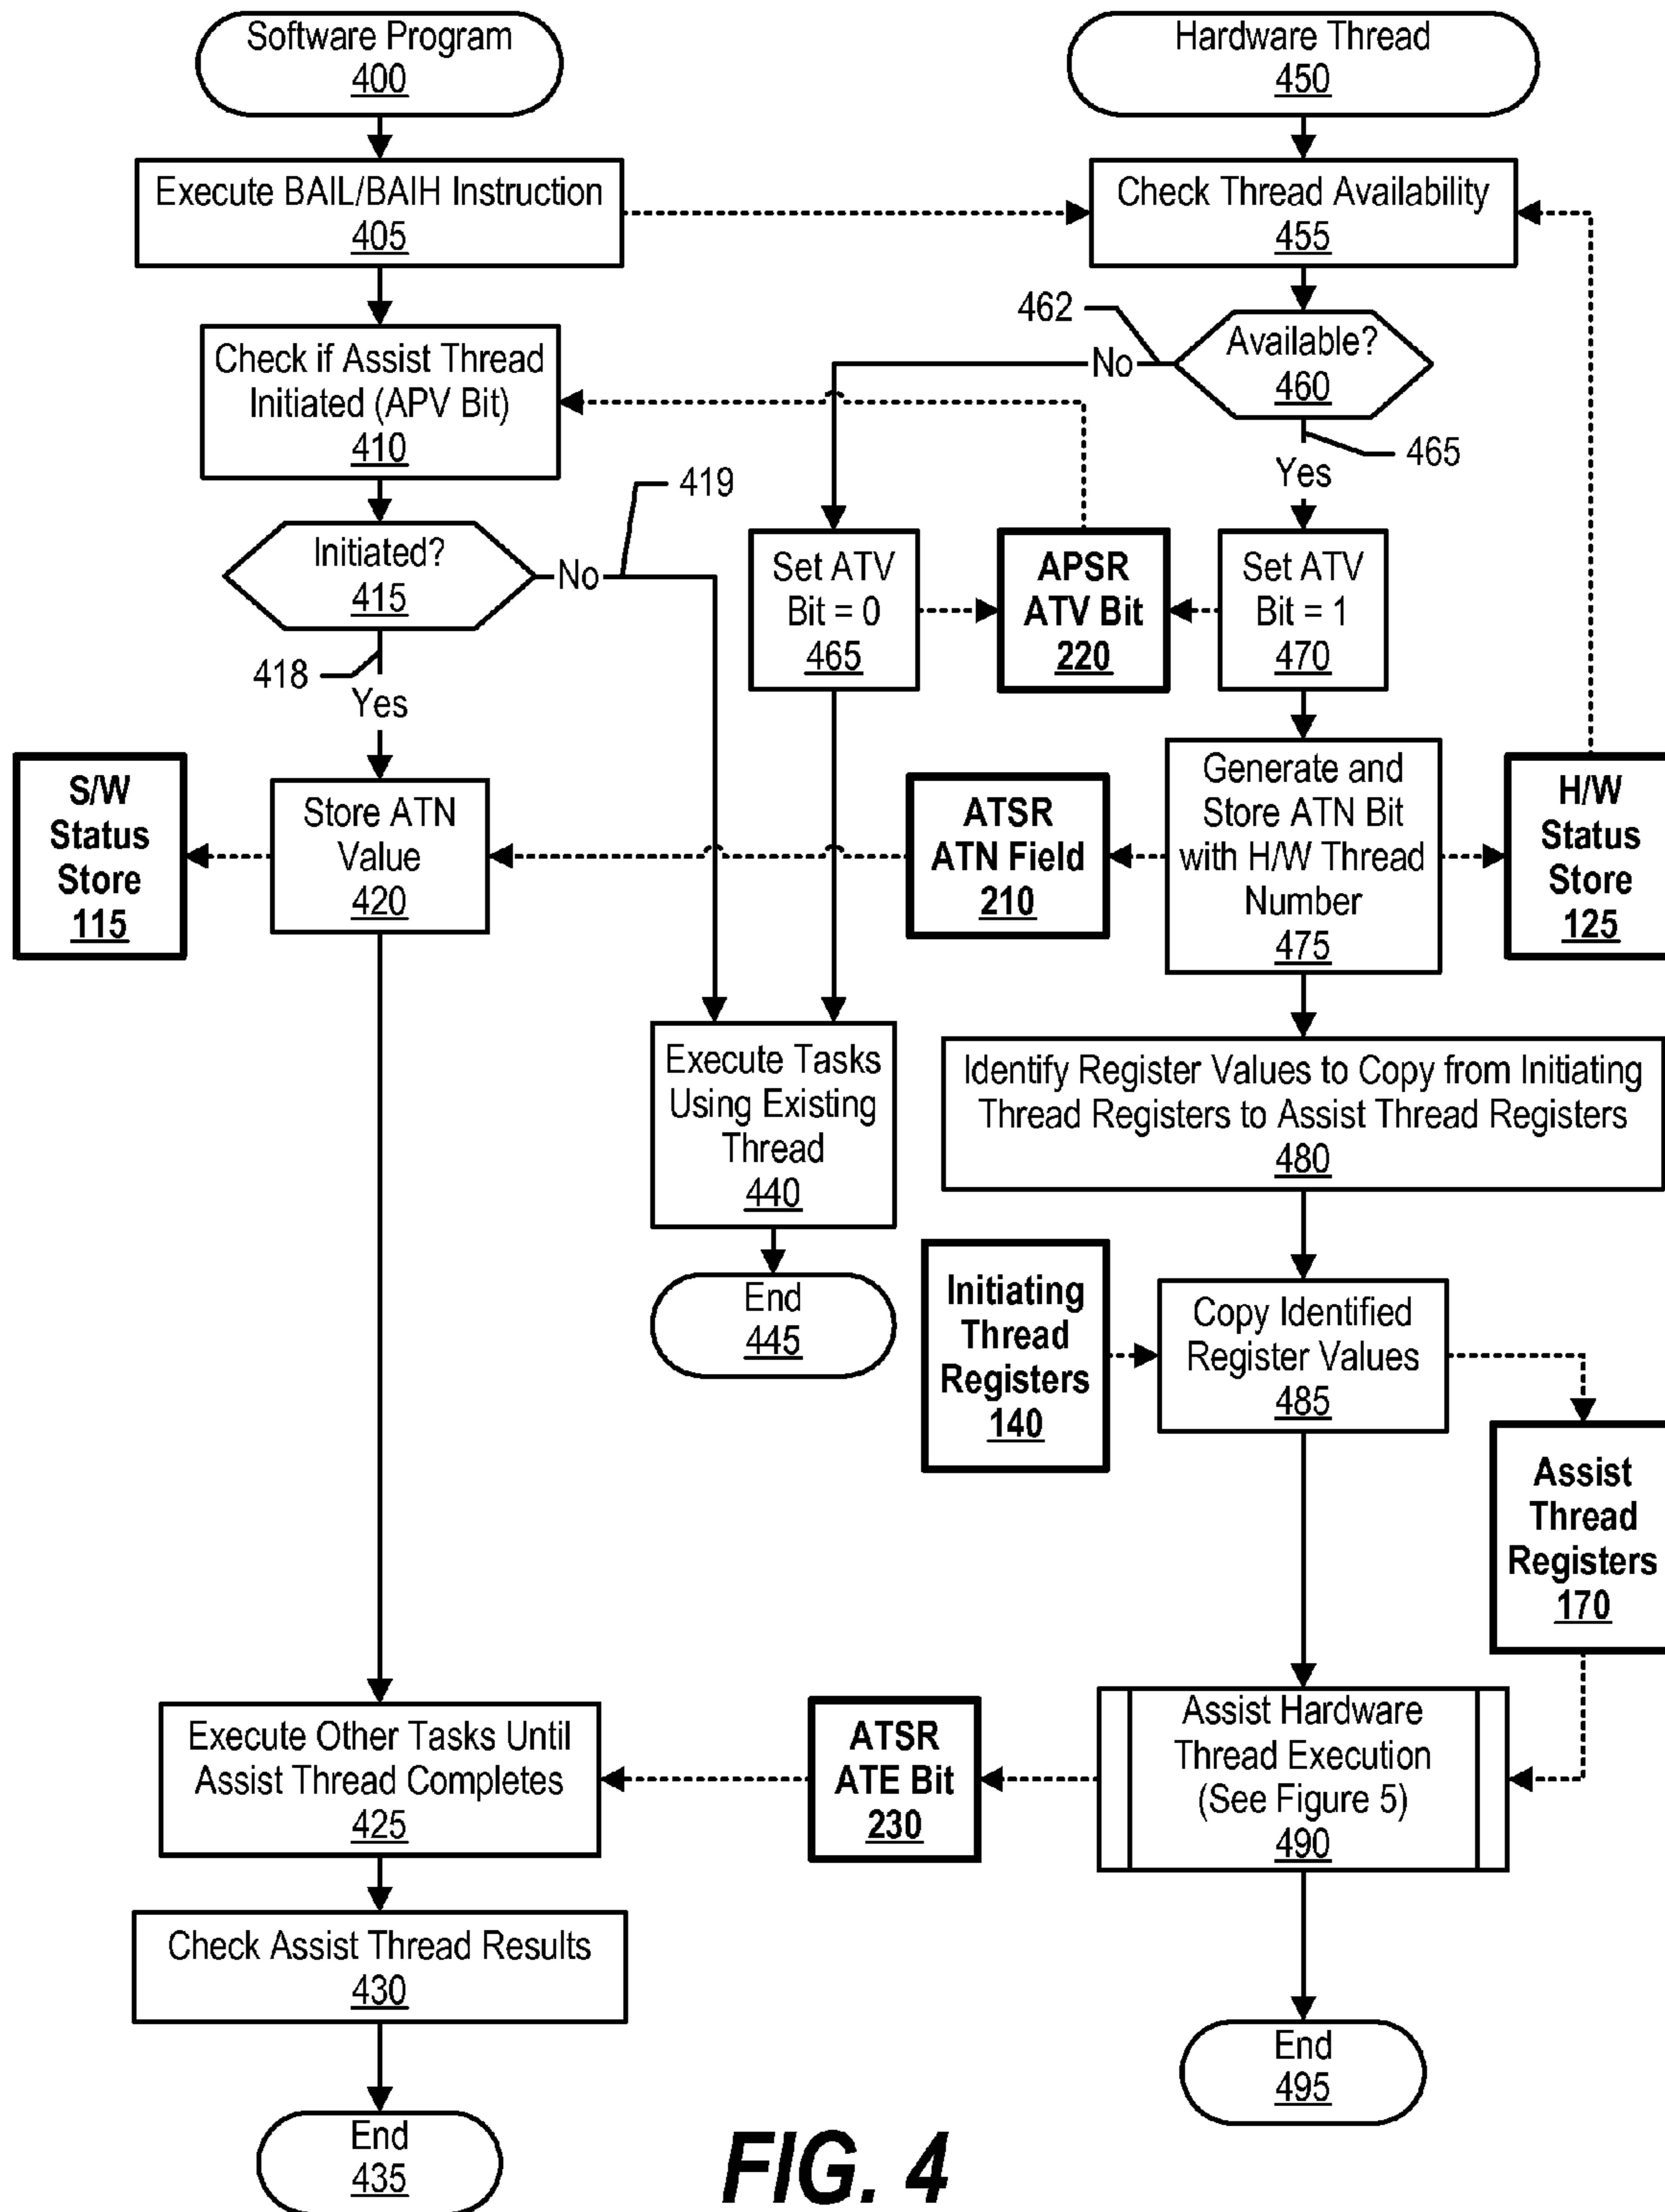 Software Program
400
Hardware Thread
450
Execute BAIL/BAIH Instruction
405
Check Thread Availability
455
462
Available?
460
No
465
Yes
Check if Assist Thread
Initiated (APV Bit)
410
419
Initiated?
415
No
418
Yes
Set ATV
Bit = 0
465
APSR
ATV Bit
220
Set ATV
Bit = 1
470
S/W
Status
Store
115
Store ATN
Value
420
ATSR
ATN Field
210
Generate and
Store ATN Bit
with H/W Thread
Number
475
H/W
Status
Store
125
Execute Tasks
Using Existing
Thread
440
End
445
Identify Register Values to Copy from Initiating
Thread Registers to Assist Thread Registers
480
Initiating
Thread
Registers
140
Copy Identified
Register Values
485
Assist
Thread
Registers
170
Execute Other Tasks Until
Assist Thread Completes
425
ATSR
ATE Bit
230
Assist Hardware
Thread Execution
(See Figure 5)
490
Check Assist Thread Results
430
End
435
End
495
FIG. 4